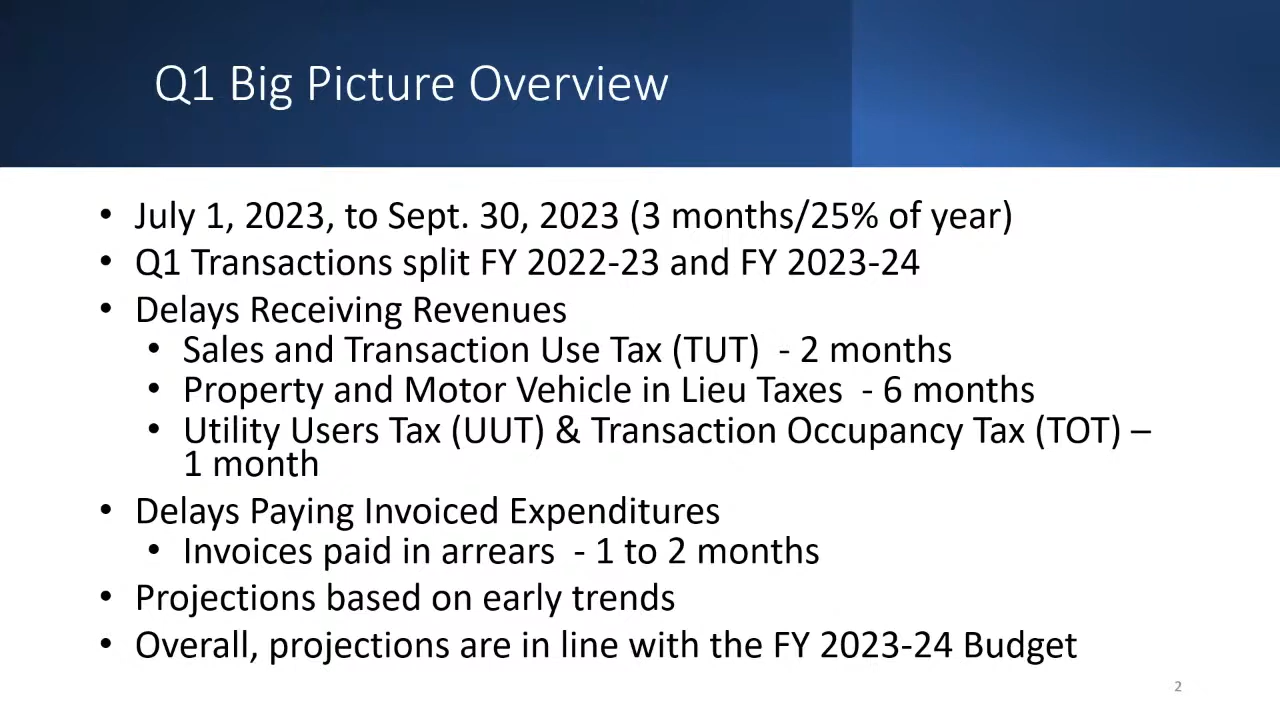 Q1 Big Picture Overview
• July 1, 2023, to Sept. 30, 2023 (3 months/25% of year)
• Q1 Transactions split FY 2022-23 and FY 2023-24
• Delays Receiving Revenues
• Sales and Transaction Use Tax (TUT)  - 2 months
• Property and Motor Vehicle in Lieu Taxes  - 6 months
• Utility Users Tax (UUT) & Transaction Occupancy Tax (TOT) –
1 month
• Delays Paying Invoiced Expenditures
• Invoices paid in arrears  - 1 to 2 months
• Projections based on early trends
• Overall, projections are in line with the FY 2023-24 Budget
2